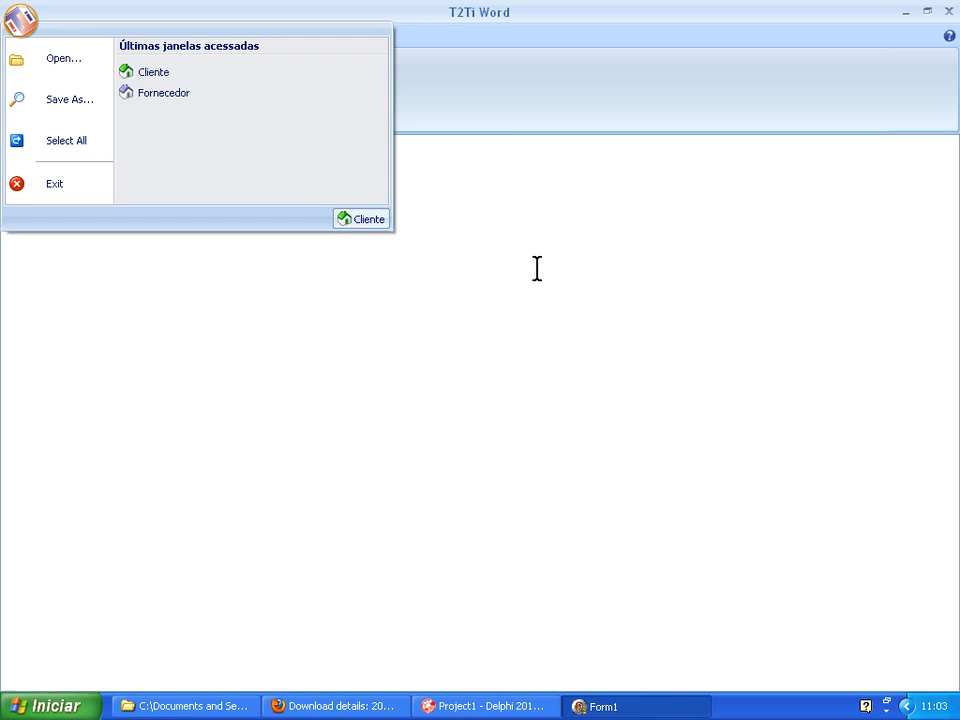 T2Ti Word
Últimas janelas acessadas
Open...
Cliente
Fornecedor
Save As...
Select All
Exit
Cliente
Iniciar
C:\Documents and Se...
Download details: 20...
Project1 - Delphi 201...
Form1
11:03